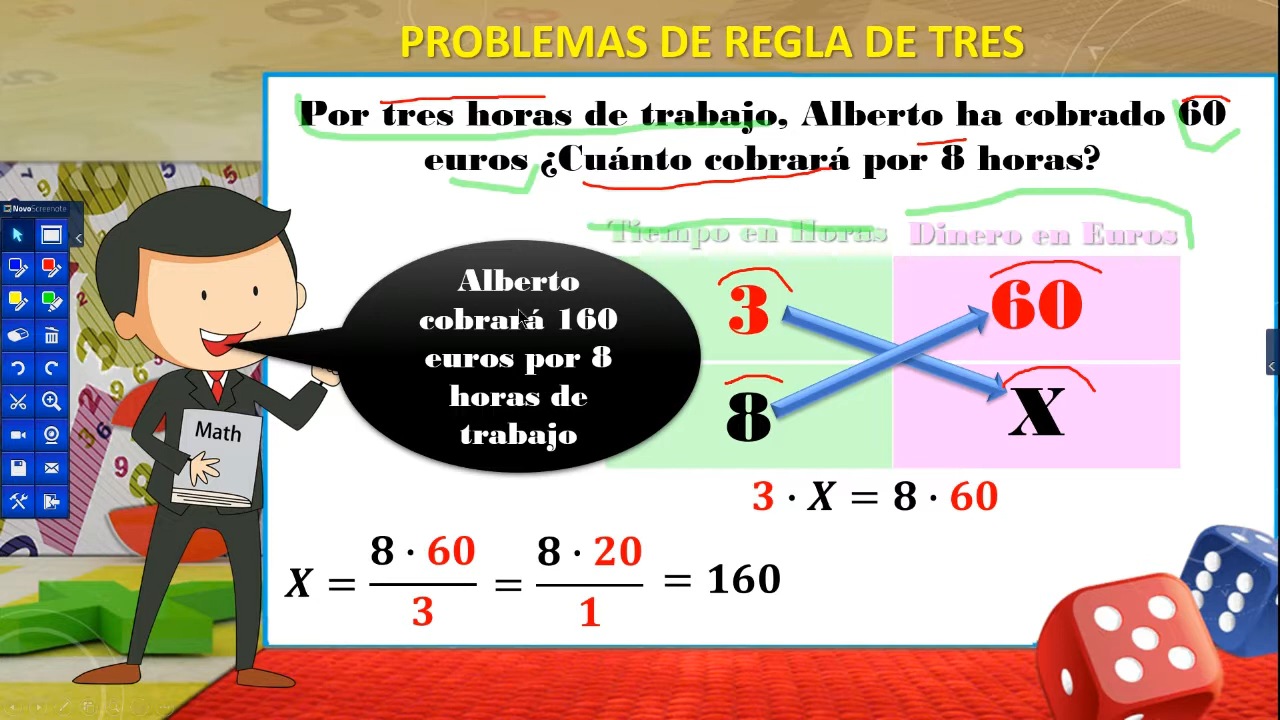 PROBLEMAS DE REGLA DE TRES
Por tres horas de trabajo, Alberto ha cobrado 60
euros ¿Cuánto cobrará por 8 horas?
NovoScreenote
Tiempo en Horas Dinero en Euros
3 60
8 X
Alberto
cobrará 160
euros por 8
horas de
trabajo
Math
3 · X = 8 · 60
X = 8 · 60 / 3 = 8 · 20 / 1 = 160